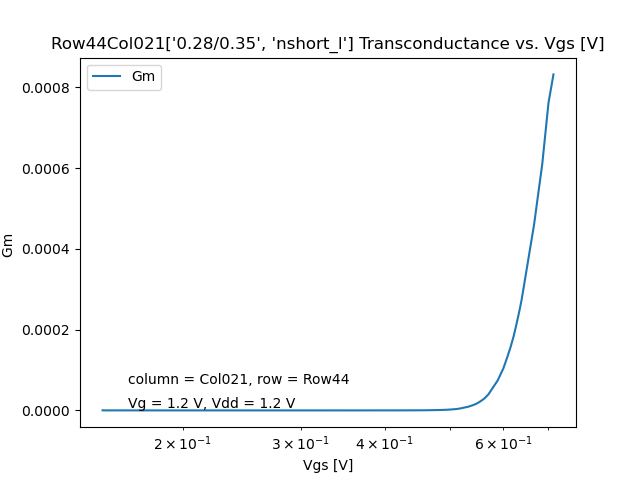 Row44Col021['0.28/0.35', 'nshort_l'] Transconductance vs. Vgs [V]
Gm
0.0008
0.0006
0.0004
0.0002
0.0000
Gm
column = Col021, row = Row44
Vg = 1.2 V, Vdd = 1.2 V
2 × 10⁻¹
3 × 10⁻¹
4 × 10⁻¹
6 × 10⁻¹
Vgs [V]